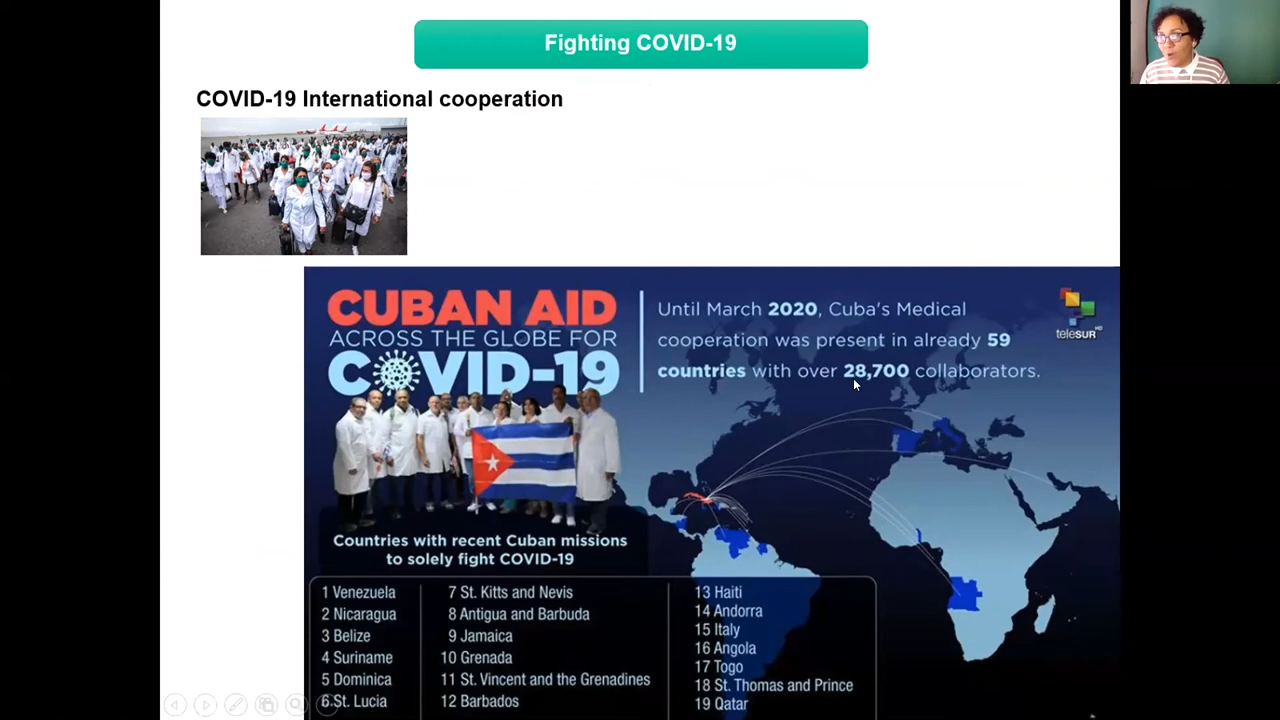 Fighting COVID-19
COVID-19 International cooperation
CUBAN AID
ACROSS THE GLOBE FOR
COVID-19
Until March 2020, Cuba's Medical
cooperation was present in already 59
countries with over 28,700 collaborators.
teleSUR HD
Countries with recent Cuban missions
to solely fight COVID-19
1 Venezuela
2 Nicaragua
3 Belize
4 Suriname
5 Dominica
6 St. Lucia
7 St. Kitts and Nevis
8 Antigua and Barbuda
9 Jamaica
10 Grenada
11 St. Vincent and the Grenadines
12 Barbados
13 Haiti
14 Andorra
15 Italy
16 Angola
17 Togo
18 St. Thomas and Prince
19 Qatar